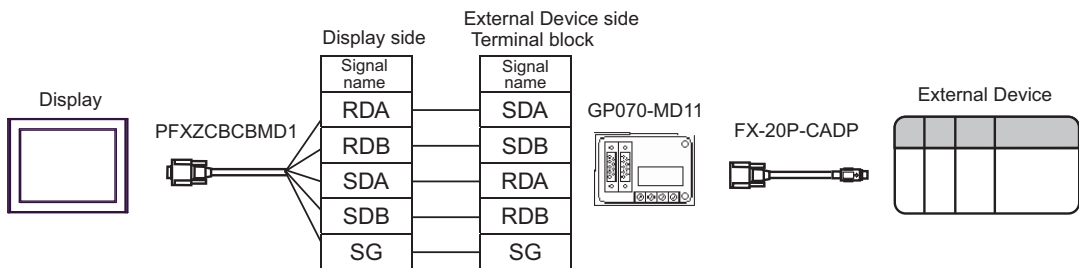 External Device side
Display side
Terminal block
Signal name
Signal name
Display
PFXZCBCBMD1
RDA
SDA
RDB
SDB
SDA
RDA
SDB
RDB
SG
SG
GP070-MD11
FX-20P-CADP
External Device